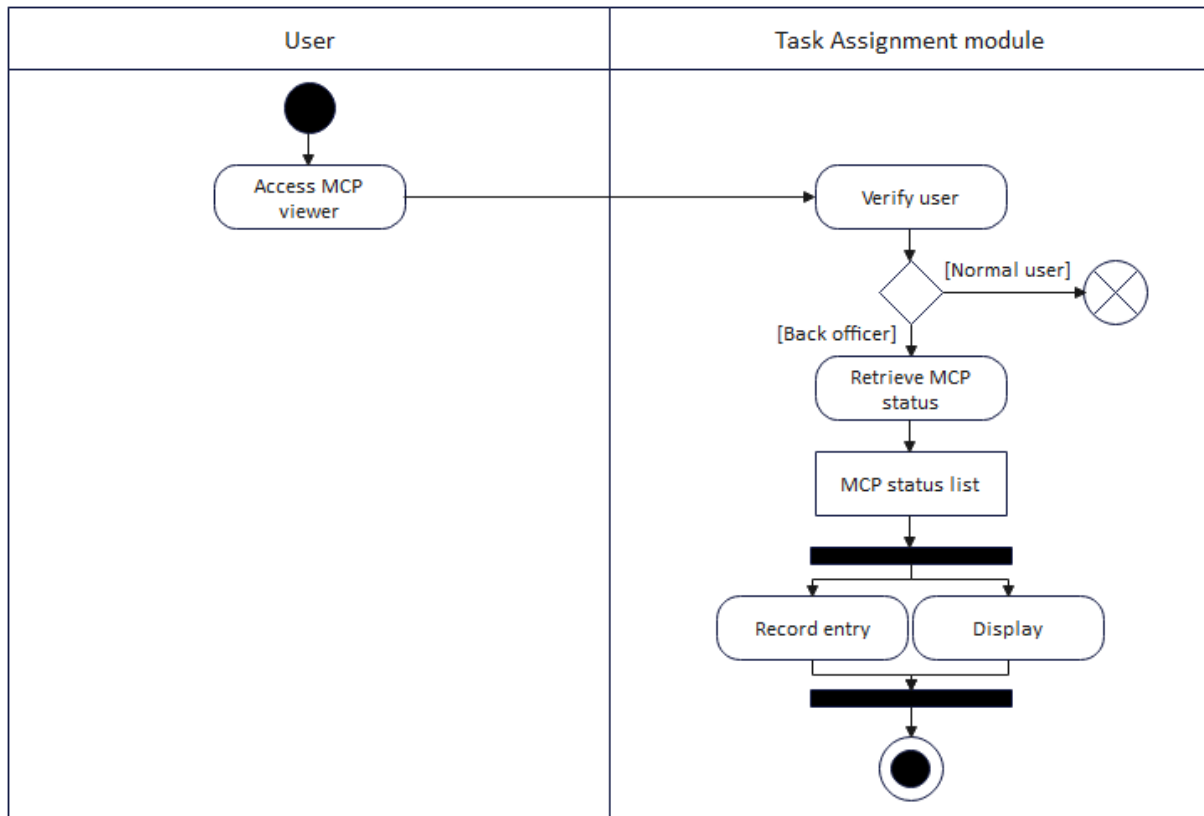 User
Task Assignment module
Access MCP
viewer
Verify user
[Normal user]
[Back officer]
Retrieve MCP
status
MCP status list
Record entry
Display